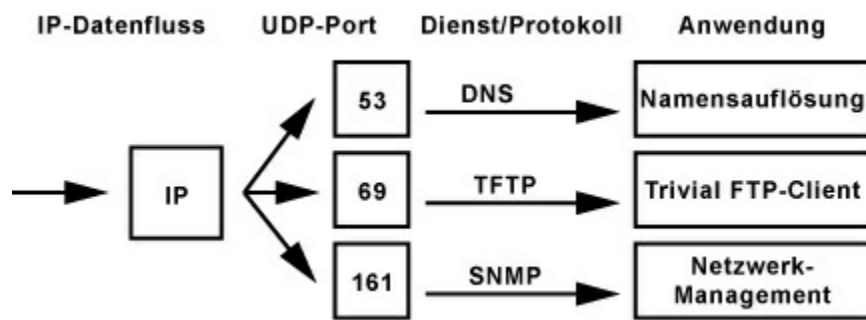 IP-Datenfluss UDP-Port Dienst/Protokoll Anwendung
53 DNS Namensauflösung
IP 69 TFTP Trivial FTP-Client
161 SNMP Netzwerk-
Management